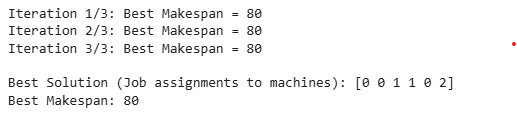 Iteration 1/3: Best Makespan = 80
Iteration 2/3: Best Makespan = 80
Iteration 3/3: Best Makespan = 80
Best Solution (Job assignments to machines): [0 0 1 1 0 2]
Best Makespan: 80